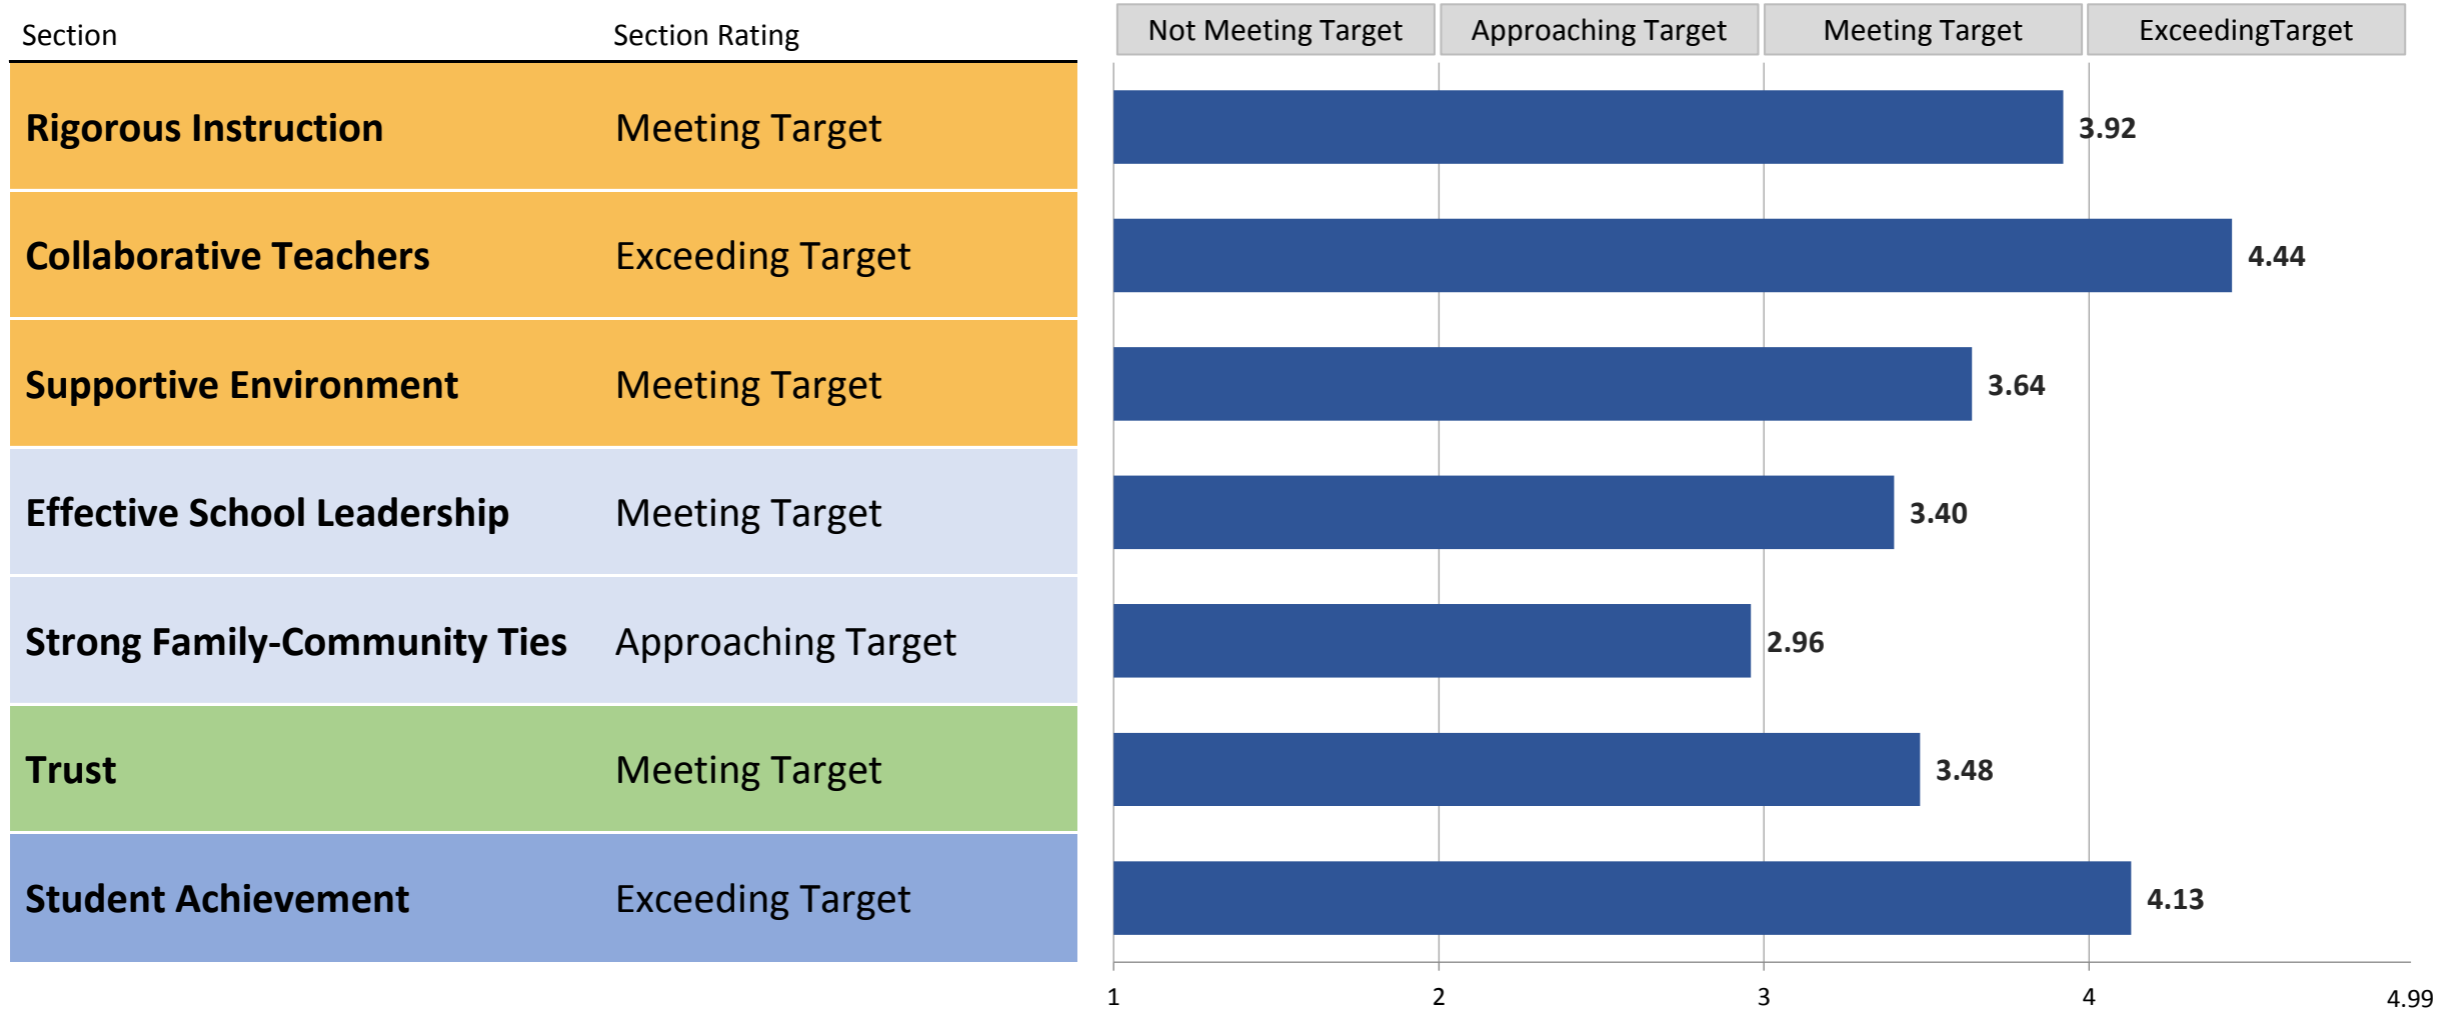 Section Section Rating Not Meeting Target Approaching Target Meeting Target ExceedingTarget
Rigorous Instruction Meeting Target 3.92
Collaborative Teachers Exceeding Target 4.44
Supportive Environment Meeting Target 3.64
Effective School Leadership Meeting Target 3.40
Strong Family-Community Ties Approaching Target 2.96
Trust Meeting Target 3.48
Student Achievement Exceeding Target 4.13
1 2 3 4 4.99